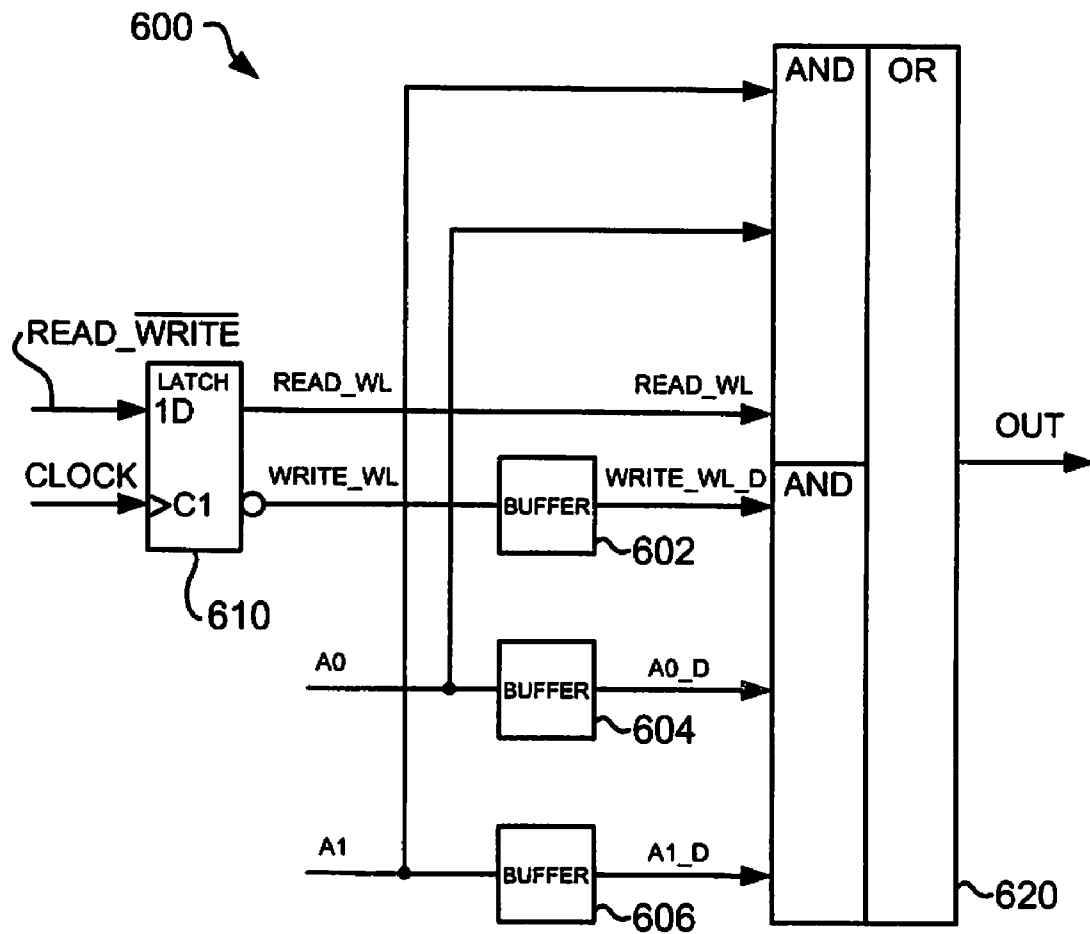 600
AND OR
READ_WRITE
LATCH
1D
READ_WL
READ_WL
OUT
CLOCK
C1
WRITE_WL
BUFFER
WRITE_WL_D
AND
602
610
A0
BUFFER
A0_D
604
A1
BUFFER
A1_D
606
620